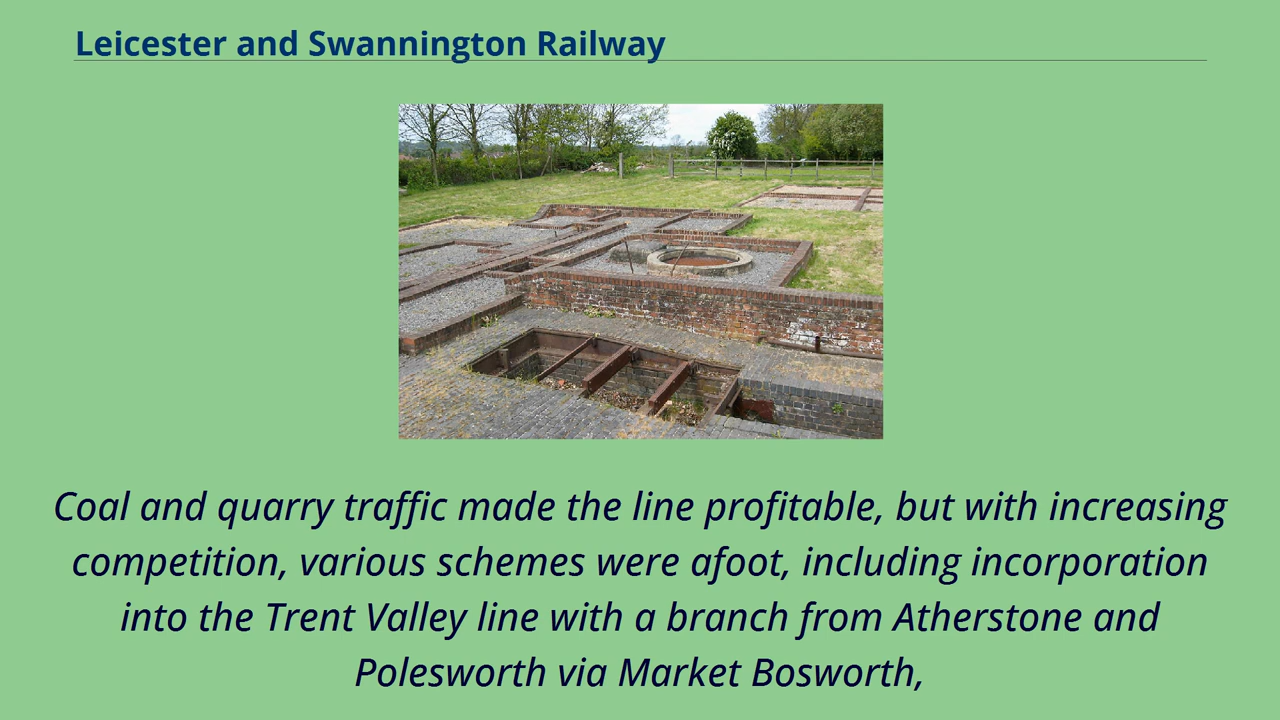 Leicester and Swannington Railway
Coal and quarry traffic made the line profitable, but with increasing
competition, various schemes were afoot, including incorporation
into the Trent Valley line with a branch from Atherstone and
Polesworth via Market Bosworth,